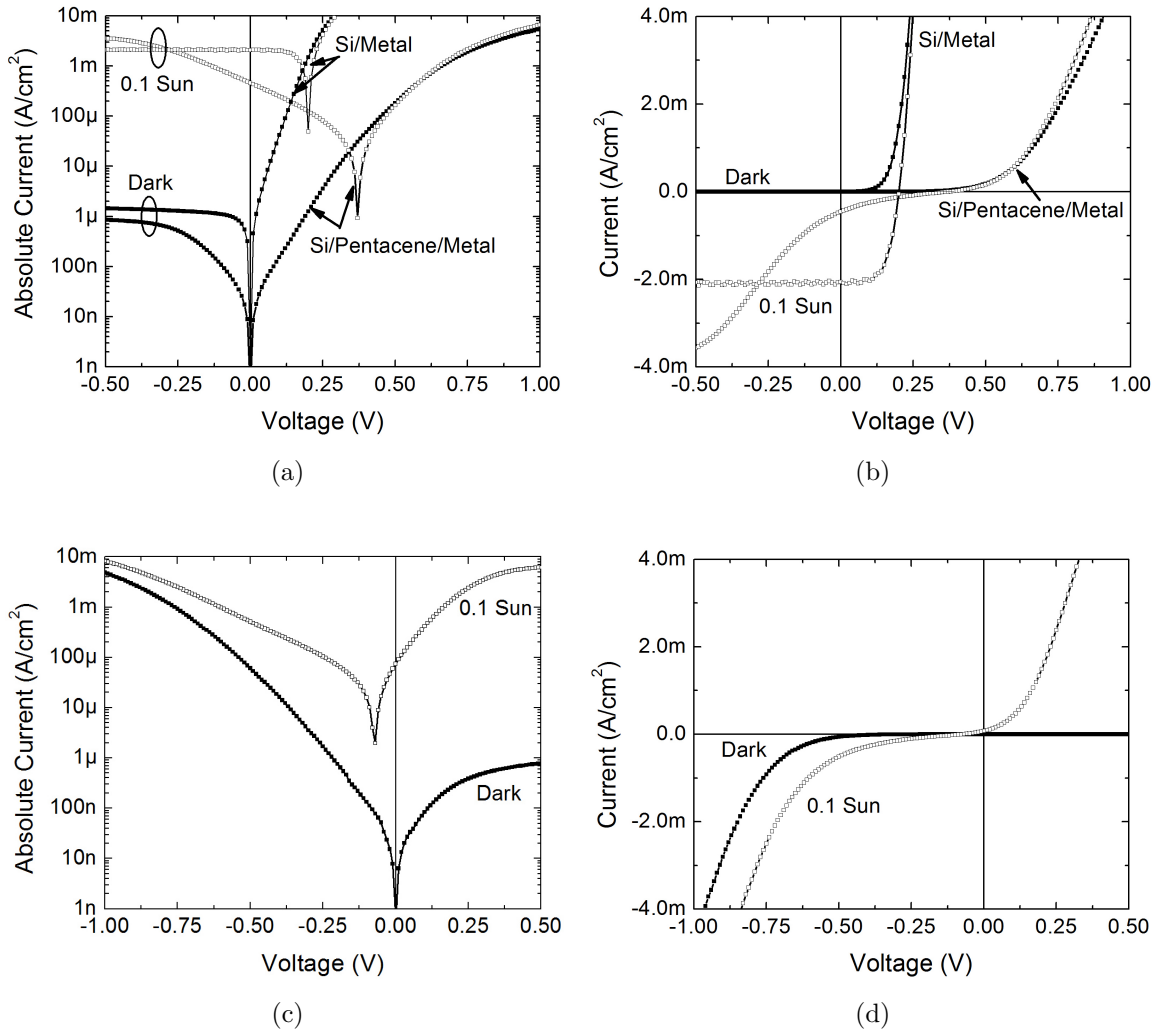 10m
1m
100µ
10µ
1µ
100n
10n
1n
Absolute Current (A/cm²)
Si/Metal
0.1 Sun
Dark
Si/Pentacene/Metal
-0.50 -0.25 0.00 0.25 0.50 0.75 1.00
Voltage (V)
(a)
4.0m
2.0m
0.0
-2.0m
-4.0m
Current (A/cm²)
Si/Metal
Dark
Si/Pentacene/Metal
0.1 Sun
-0.50 -0.25 0.00 0.25 0.50 0.75 1.00
Voltage (V)
(b)
10m
1m
100µ
10µ
1µ
100n
10n
1n
Absolute Current (A/cm²)
0.1 Sun
Dark
-1.00 -0.75 -0.50 -0.25 0.00 0.25 0.50
Voltage (V)
(c)
4.0m
2.0m
0.0
-2.0m
-4.0m
Current (A/cm²)
Dark
0.1 Sun
-1.00 -0.75 -0.50 -0.25 0.00 0.25 0.50
Voltage (V)
(d)